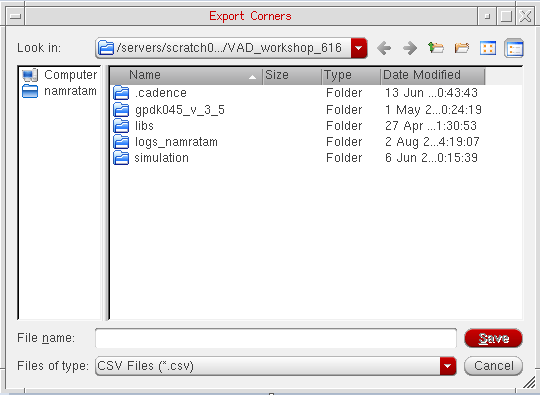 Export Corners
Look in: /servers/scratch0.../VAD_workshop_616
Computer
namratam
Name Size Type Date Modified
.cadence Folder 13 Jun ...0:43:43
gpdk045_v_3_5 Folder 1 May 2...0:24:19
libs Folder 27 Apr ...1:30:53
logs_namratam Folder 2 Aug 2...4:19:07
simulation Folder 6 Jun 2...0:15:39
File name: Save
Files of type: CSV Files (*.csv) Cancel